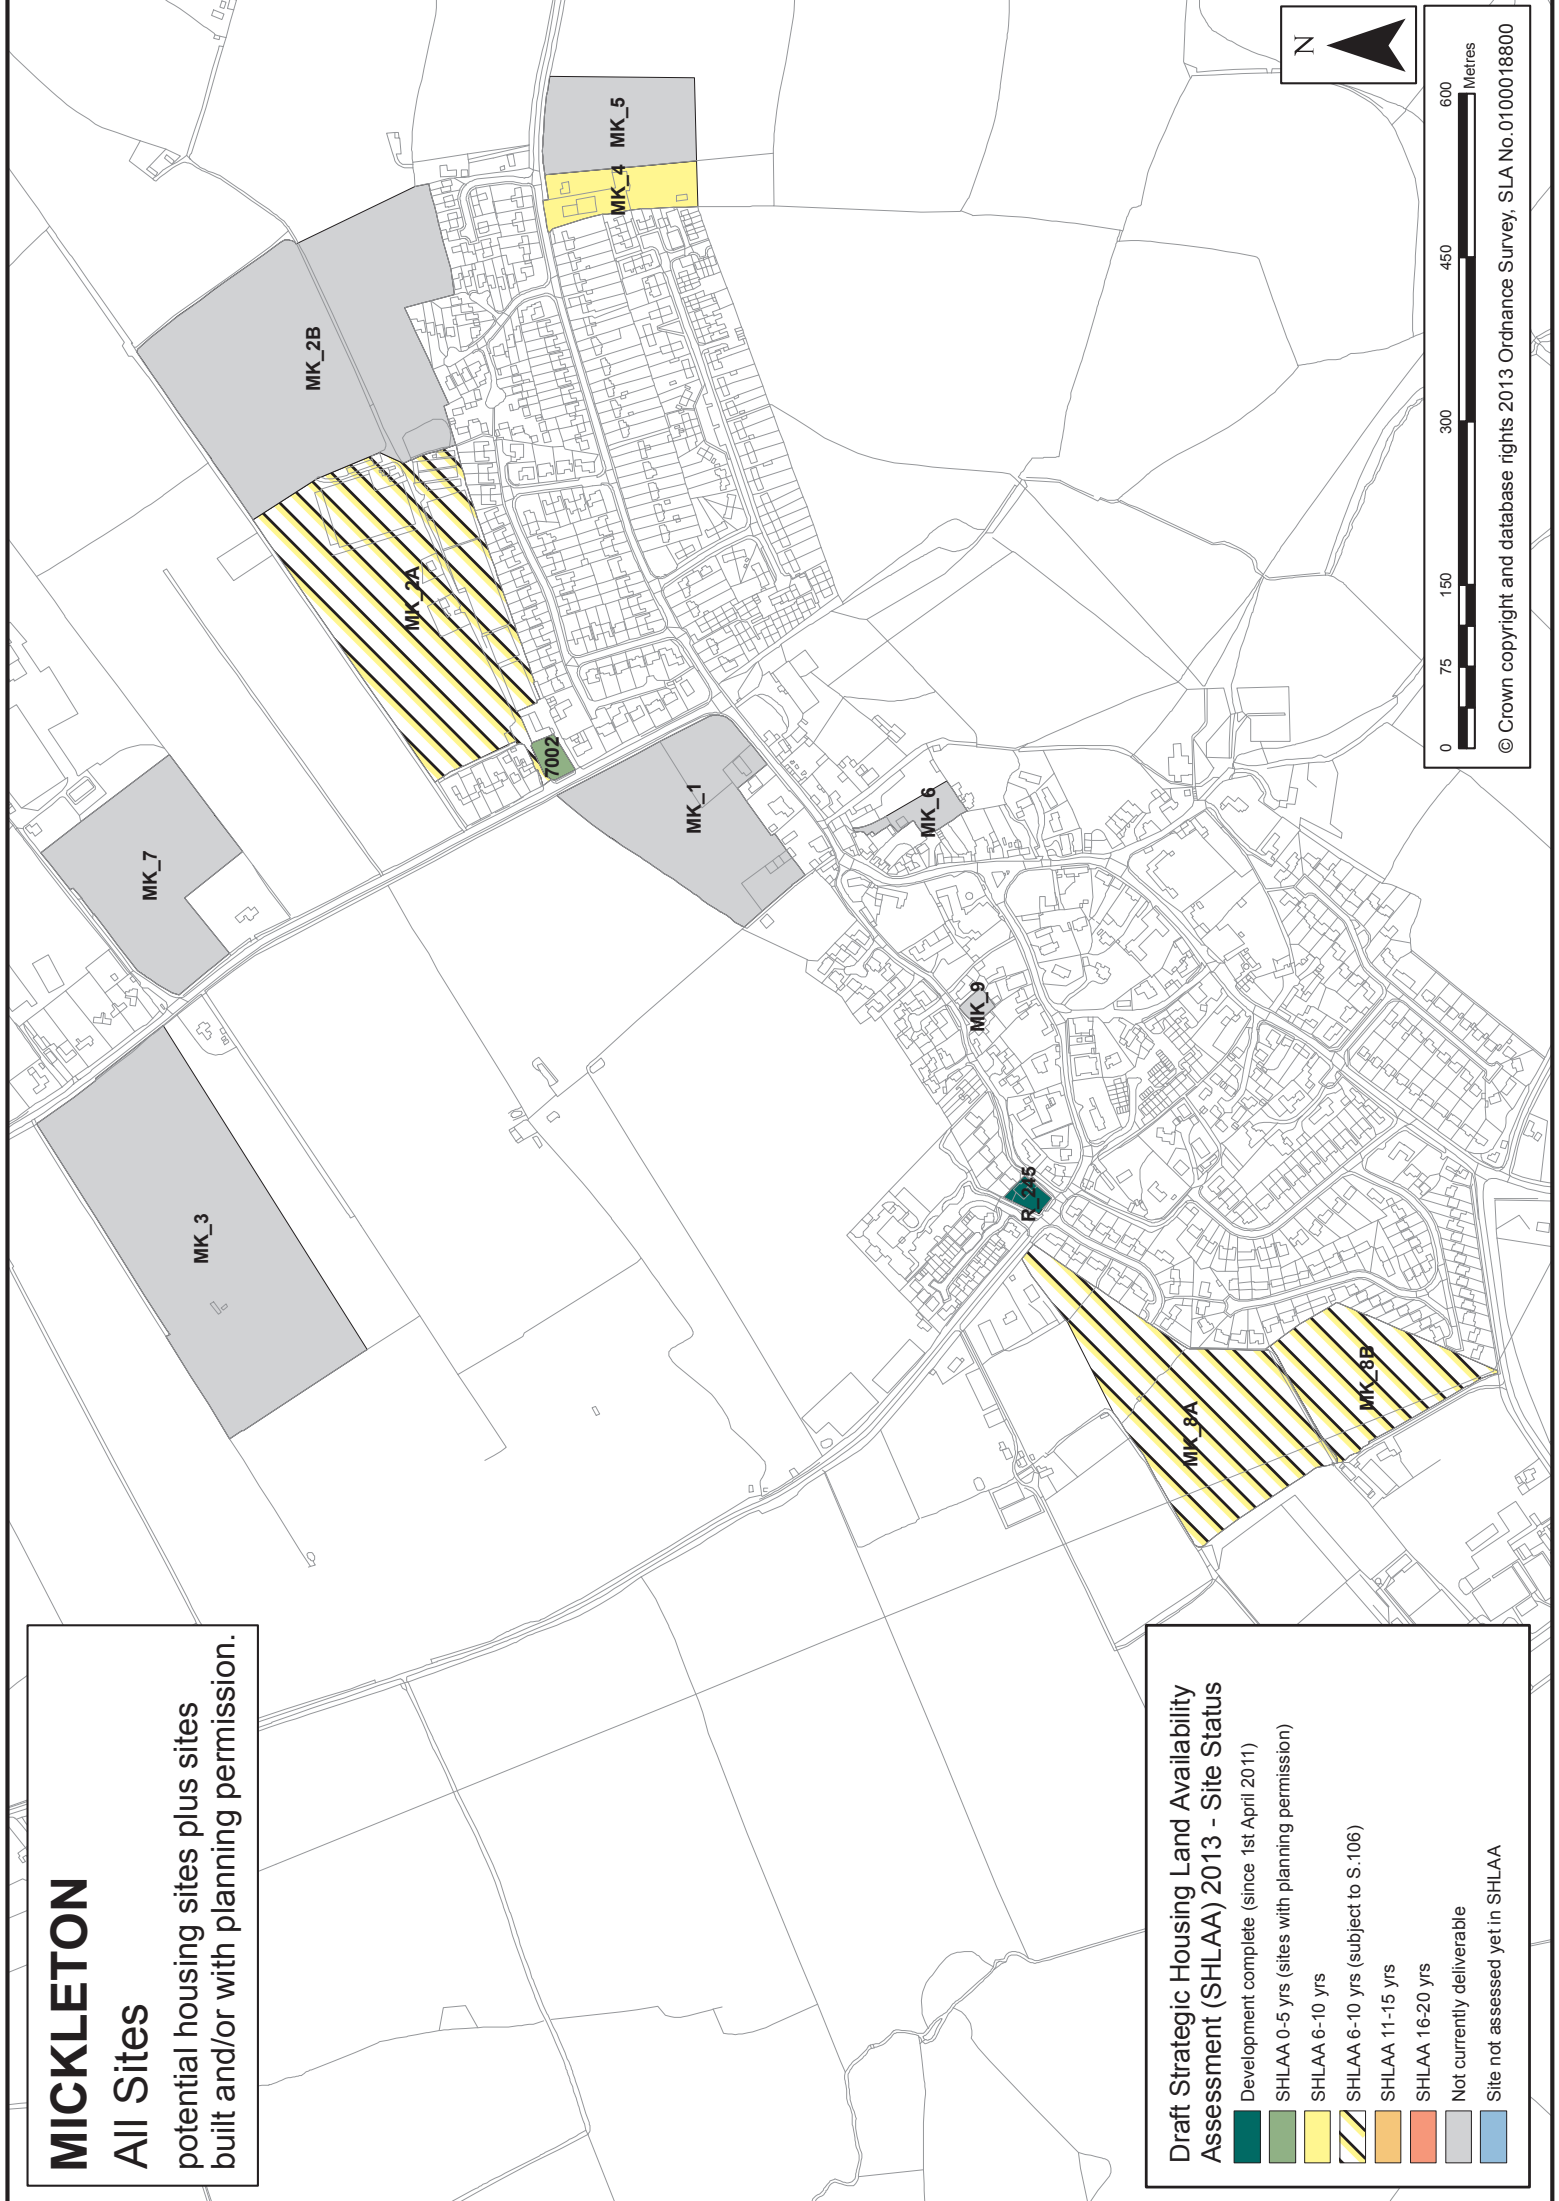 MICKLETON
All Sites
potential housing sites plus sites
built and/or with planning permission.
MK_3
MK_7
MK_2B
MK_2A
7002
MK_1
MK_4
MK_5
MK_6
MK_9
R_245
MK_8A
MK_8B
Draft Strategic Housing Land Availability
Assessment (SHLAA) 2013 - Site Status
Development complete (since 1st April 2011)
SHLAA 0-5 yrs (sites with planning permission)
SHLAA 6-10 yrs
SHLAA 6-10 yrs (subject to S.106)
SHLAA 11-15 yrs
SHLAA 16-20 yrs
Not currently deliverable
Site not assessed yet in SHLAA
N
0 75 150 300 450 600
Metres
© Crown copyright and database rights 2013 Ordnance Survey, SLA No.0100018800